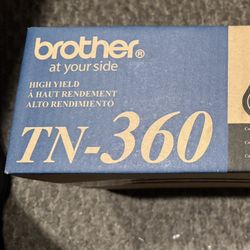 brother®
at your side
HIGH YIELD
À HAUT RENDEMENT
ALTO RENDIMIENTO
TN-360